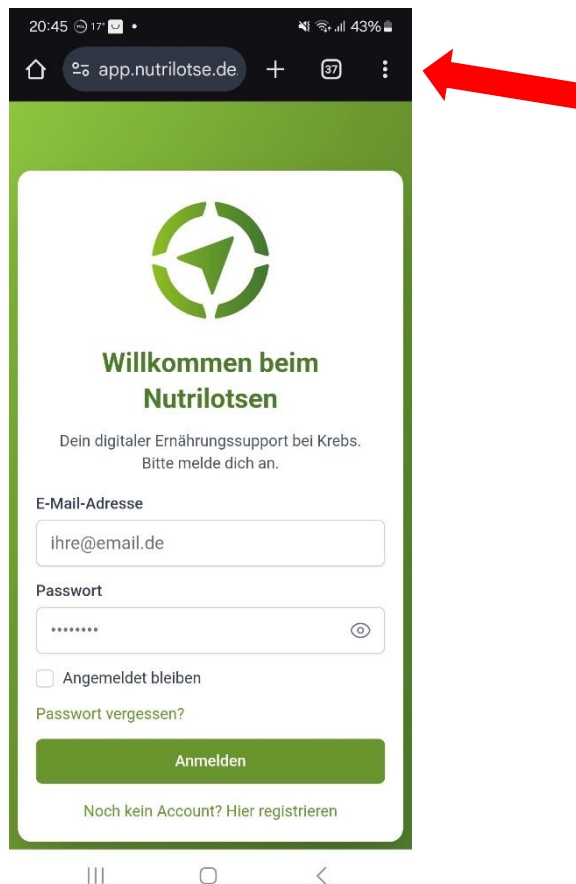 20:45 17° 43%
app.nutrilotse.de 37
Willkommen beim
Nutrilotsen
Dein digitaler Ernährungssupport bei Krebs.
Bitte melde dich an.
E-Mail-Adresse
ihre@email.de
Passwort
Angemeldet bleiben
Passwort vergessen?
Anmelden
Noch kein Account? Hier registrieren